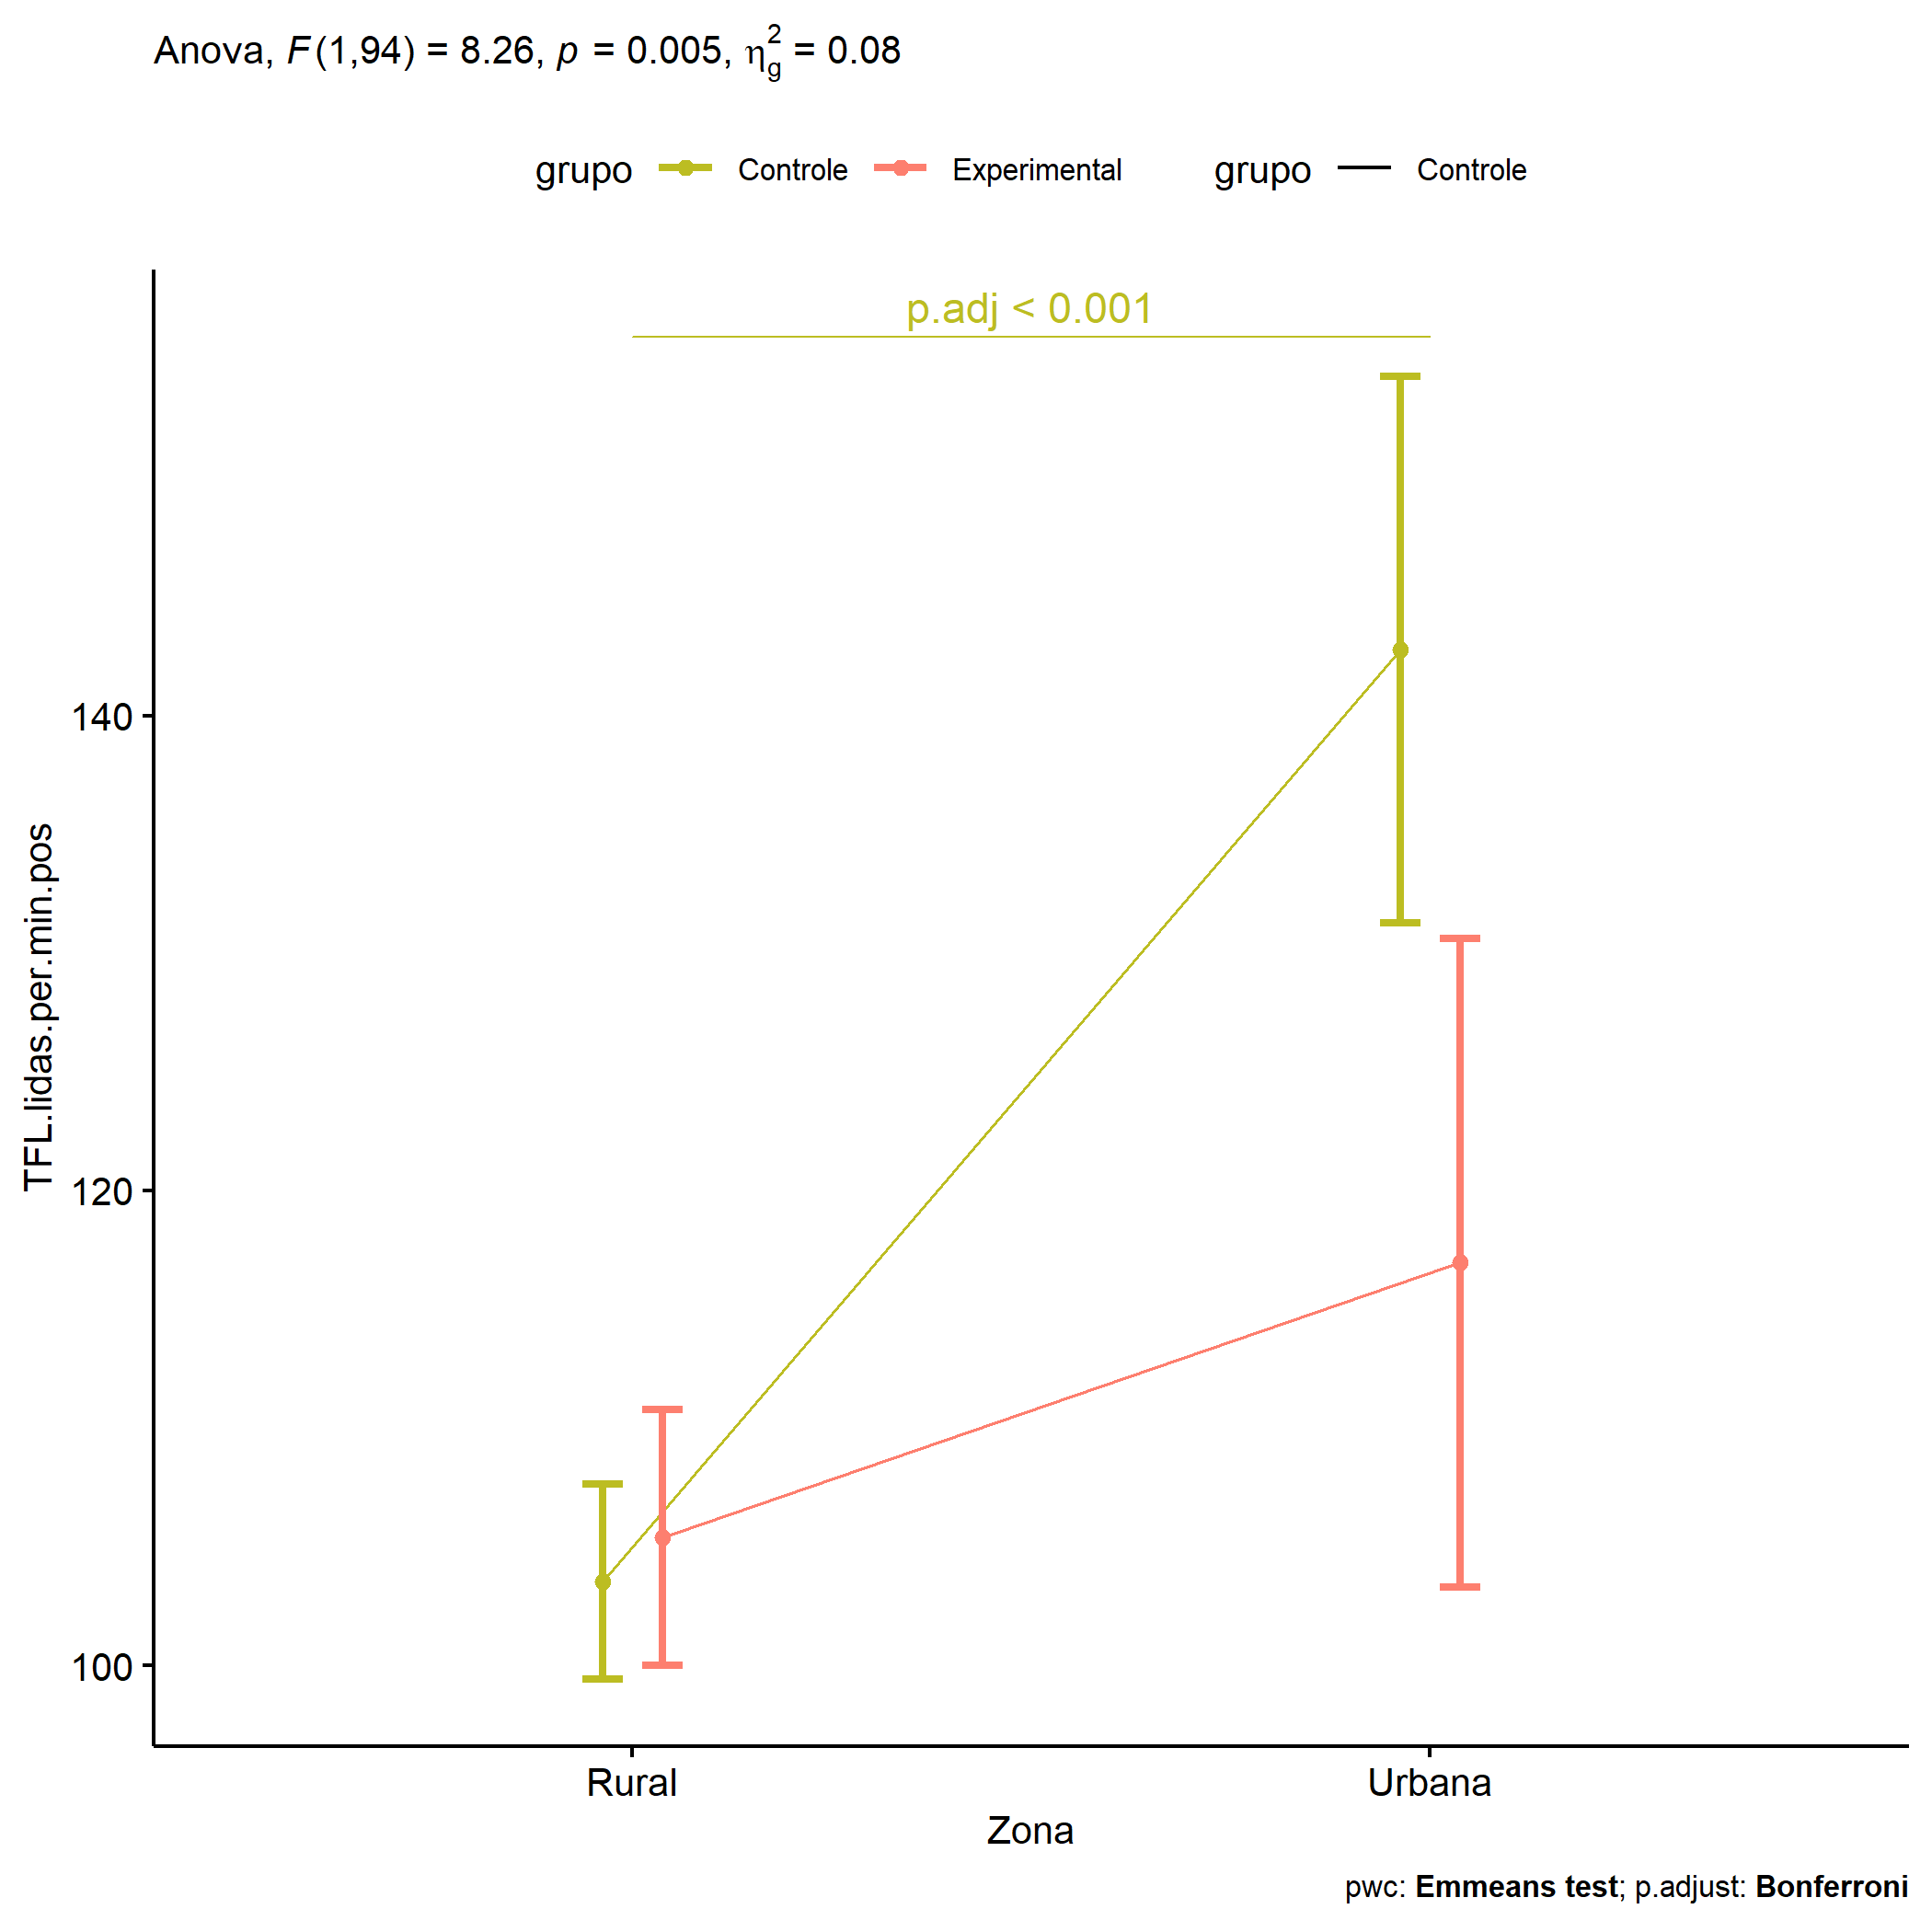 Anova, F(1,94) = 8.26, p = 0.005, η²g = 0.08
grupo Controle Experimental grupo Controle
p.adj < 0.001
140
120
100
TFL.lidas.per.min.pos
Rural Urbana
Zona
pwc: Emmeans test; p.adjust: Bonferroni